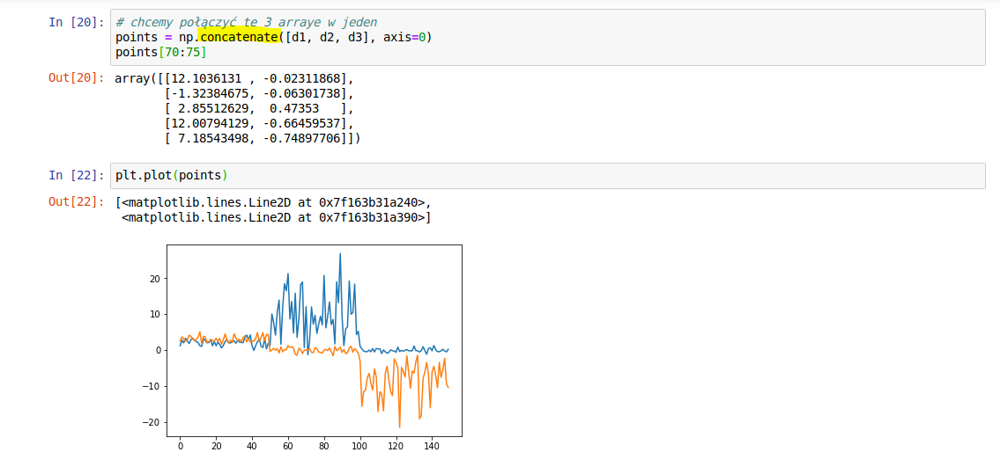 In [20]: # chcemy połączyć te 3 arraye w jeden
points = np.concatenate([d1, d2, d3], axis=0)
points[70:75]
Out[20]: array([[12.1036131 , -0.02311868],
[-1.32384675, -0.06301738],
[ 2.85512629,  0.47353   ],
[12.00794129, -0.66459537],
[ 7.18543498, -0.74897706]])
In [22]: plt.plot(points)
Out[22]: [<matplotlib.lines.Line2D at 0x7f163b31a240>,
<matplotlib.lines.Line2D at 0x7f163b31a390>]
20
10
0
−10
−20
0 20 40 60 80 100 120 140